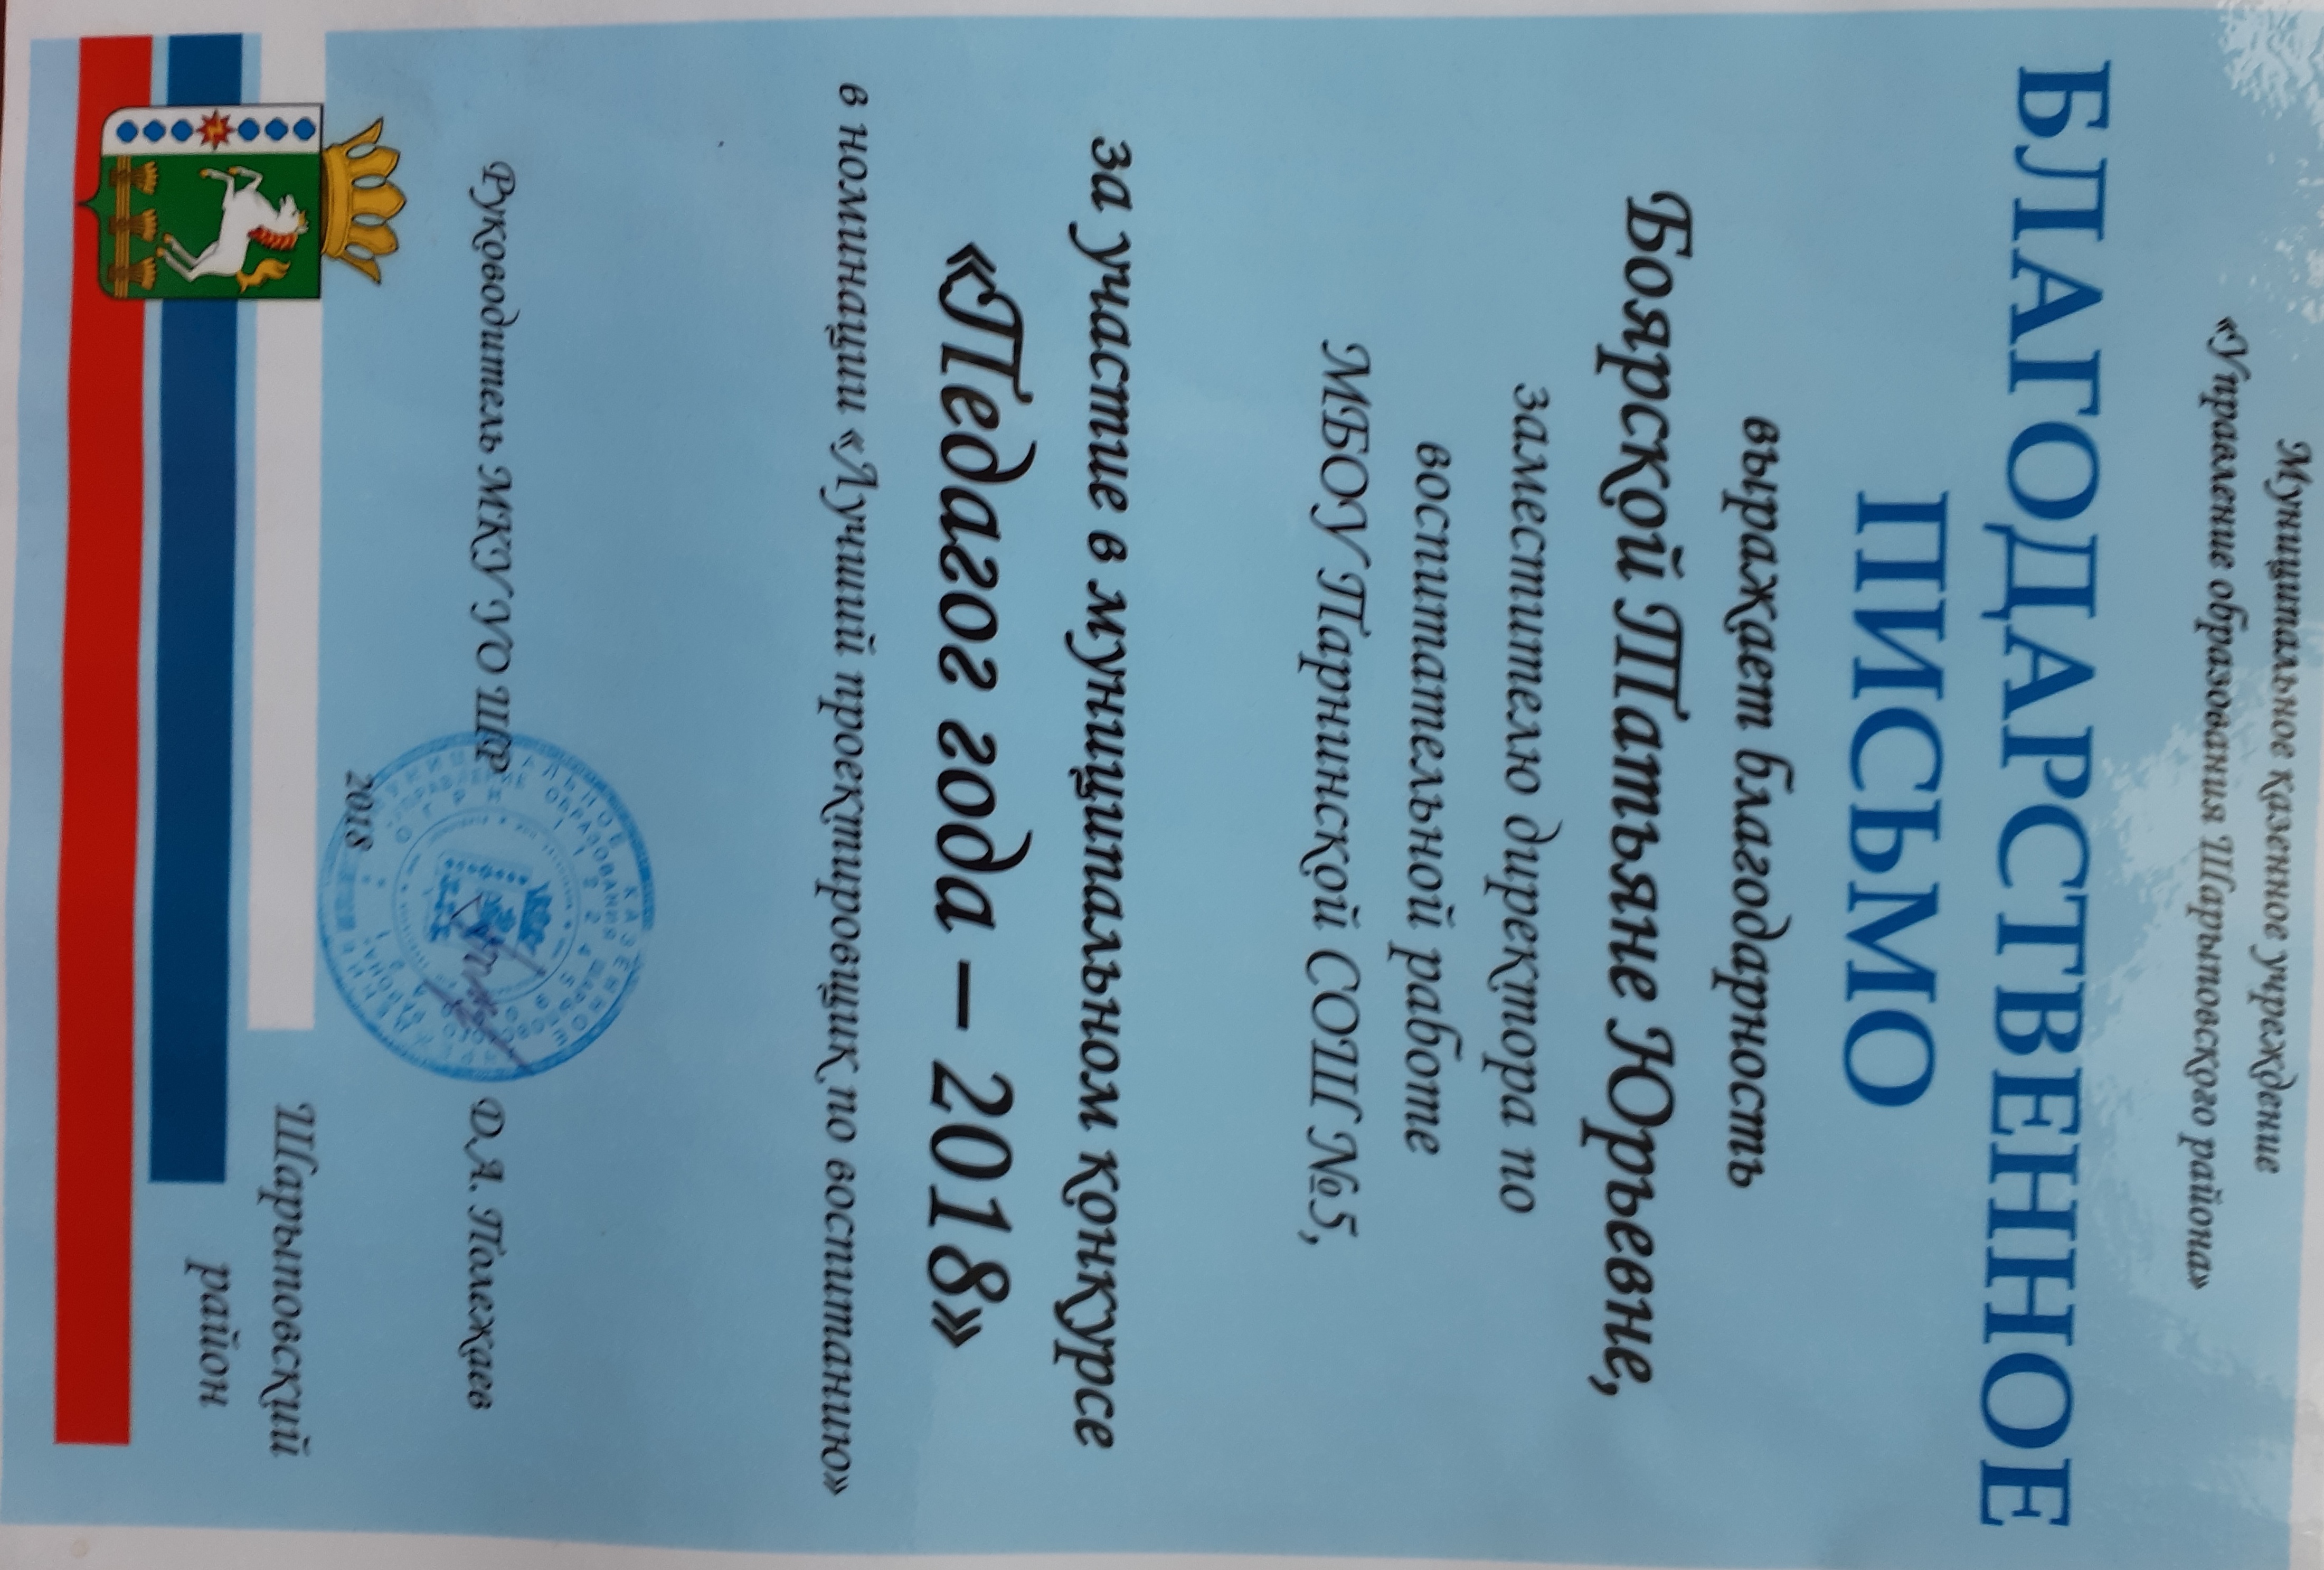 Муниципальное казенное учреждение
«Управление образования Шарыповского района»
БЛАГОДАРСТВЕННОЕ
ПИСЬМО
выражает благодарность
Боярской Татьяне Юрьевне,
заместителю директора по
воспитательной работе
МБОУ Парнинской СОШ №5,
за участие в муниципальном конкурсе
«Педагог года – 2018»
в номинации «Лучший проектировщик по воспитанию»
Руководитель МКУ УО ШР
Д.А. Полежаев
2018
Шарыповский
район